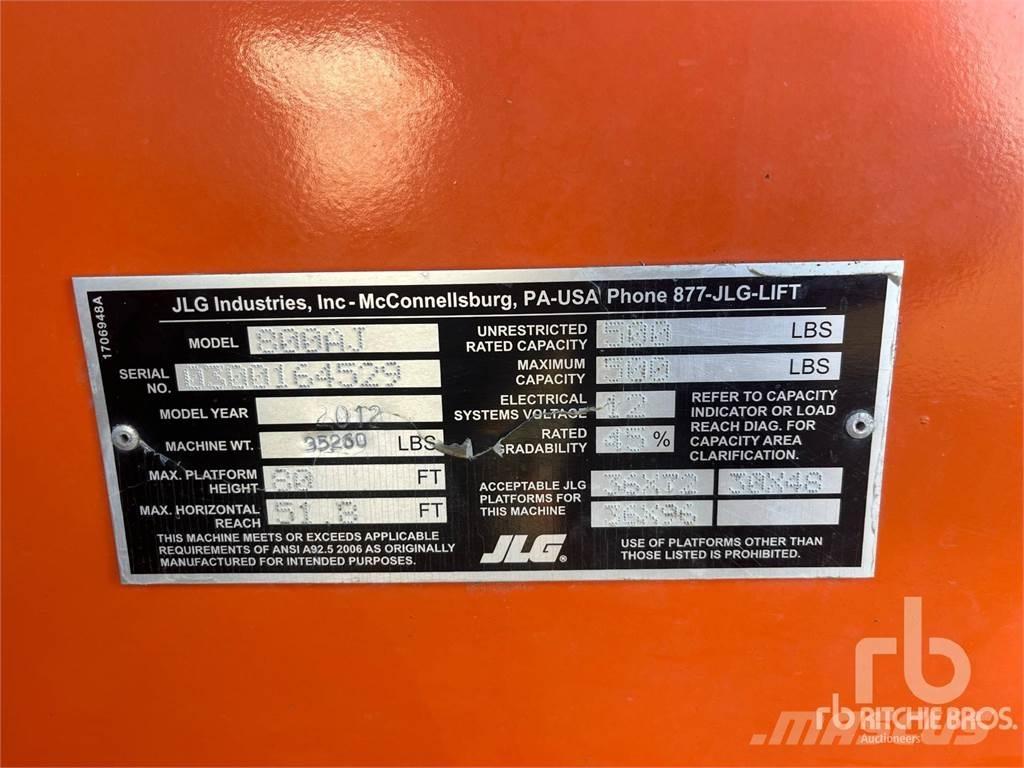 JLG Industries, Inc - McConnellsburg, PA-USA Phone 877-JLG-LIFT
1706948A
MODEL 800AJ
SERIAL NO. 0300164529
MODEL YEAR 2012
MACHINE WT. 35260 LBS
MAX. PLATFORM HEIGHT 80 FT
MAX. HORIZONTAL REACH 51.8 FT
THIS MACHINE MEETS OR EXCEEDS APPLICABLE
REQUIREMENTS OF ANSI A92.5 2006 AS ORIGINALLY
MANUFACTURED FOR INTENDED PURPOSES.
UNRESTRICTED RATED CAPACITY 500 LBS
MAXIMUM CAPACITY 500 LBS
ELECTRICAL SYSTEMS VOLTAGE 12
RATED GRADABILITY 45 %
REFER TO CAPACITY
INDICATOR OR LOAD
REACH DIAG. FOR
CAPACITY AREA
CLARIFICATION.
ACCEPTABLE JLG
PLATFORMS FOR
THIS MACHINE
36X72 30X48
36X96
JLG®
USE OF PLATFORMS OTHER THAN
THOSE LISTED IS PROHIBITED.
rb
rb RITCHIE BROS.
Auctioneers
MASCUS